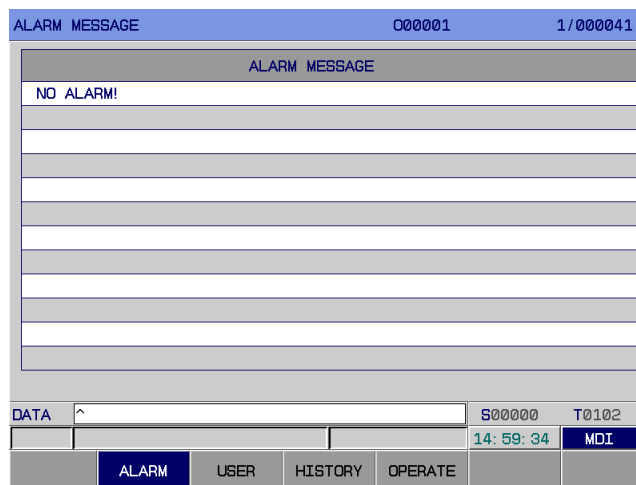 ALARM MESSAGE O00001 1/000041
ALARM MESSAGE
NO ALARM!
DATA ^ S00000 T0102
14:59:34 MDI
ALARM USER HISTORY OPERATE